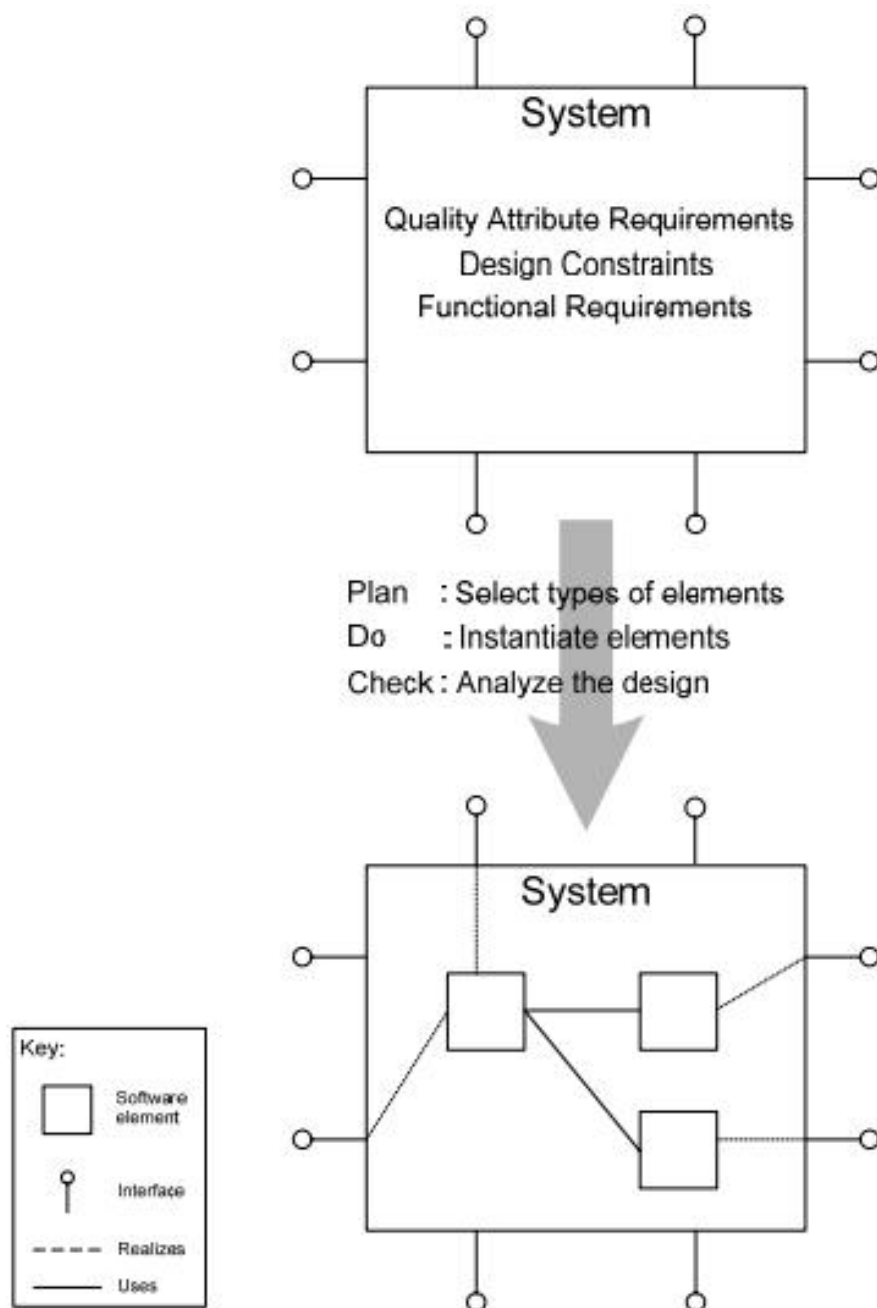 System
Quality Attribute Requirements
Design Constraints
Functional Requirements
Plan : Select types of elements
Do : Instantiate elements
Check : Analyze the design
System
Key:
Software
element
Interface
Realizes
Uses